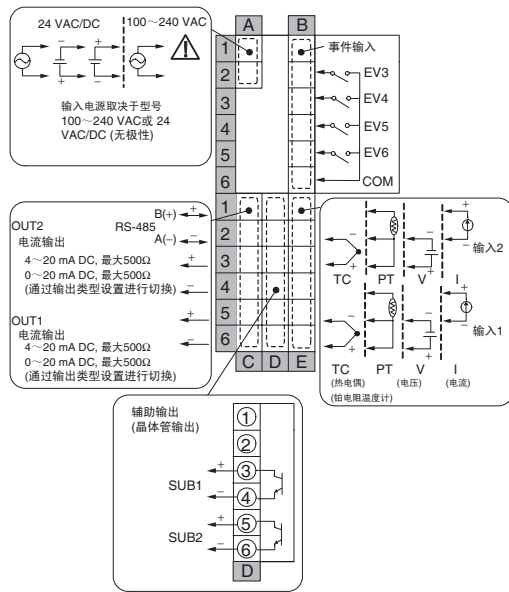 24 VAC/DC
100～240 VAC
输入电源取决于型号
100～240 VAC或 24
VAC/DC (无极性)
A
B
1
2
3
4
5
6
事件输入
EV3
EV4
EV5
EV6
COM
1
2
3
4
5
6
C
D
E
B(+)
+
RS-485
A(−)
−
OUT2
电流输出
4～20 mA DC, 最大500Ω
0～20 mA DC, 最大500Ω
(通过输出类型设置进行切换)
+
−
OUT1
电流输出
4～20 mA DC, 最大500Ω
0～20 mA DC, 最大500Ω
(通过输出类型设置进行切换)
+
−
输入2
TC
PT
V
I
输入1
TC
PT
V
I
(热电偶)
(电压)
(电流)
(铂电阻温度计)
辅助输出
(晶体管输出)
①
②
③
④
⑤
⑥
D
SUB1
+
−
SUB2
+
−